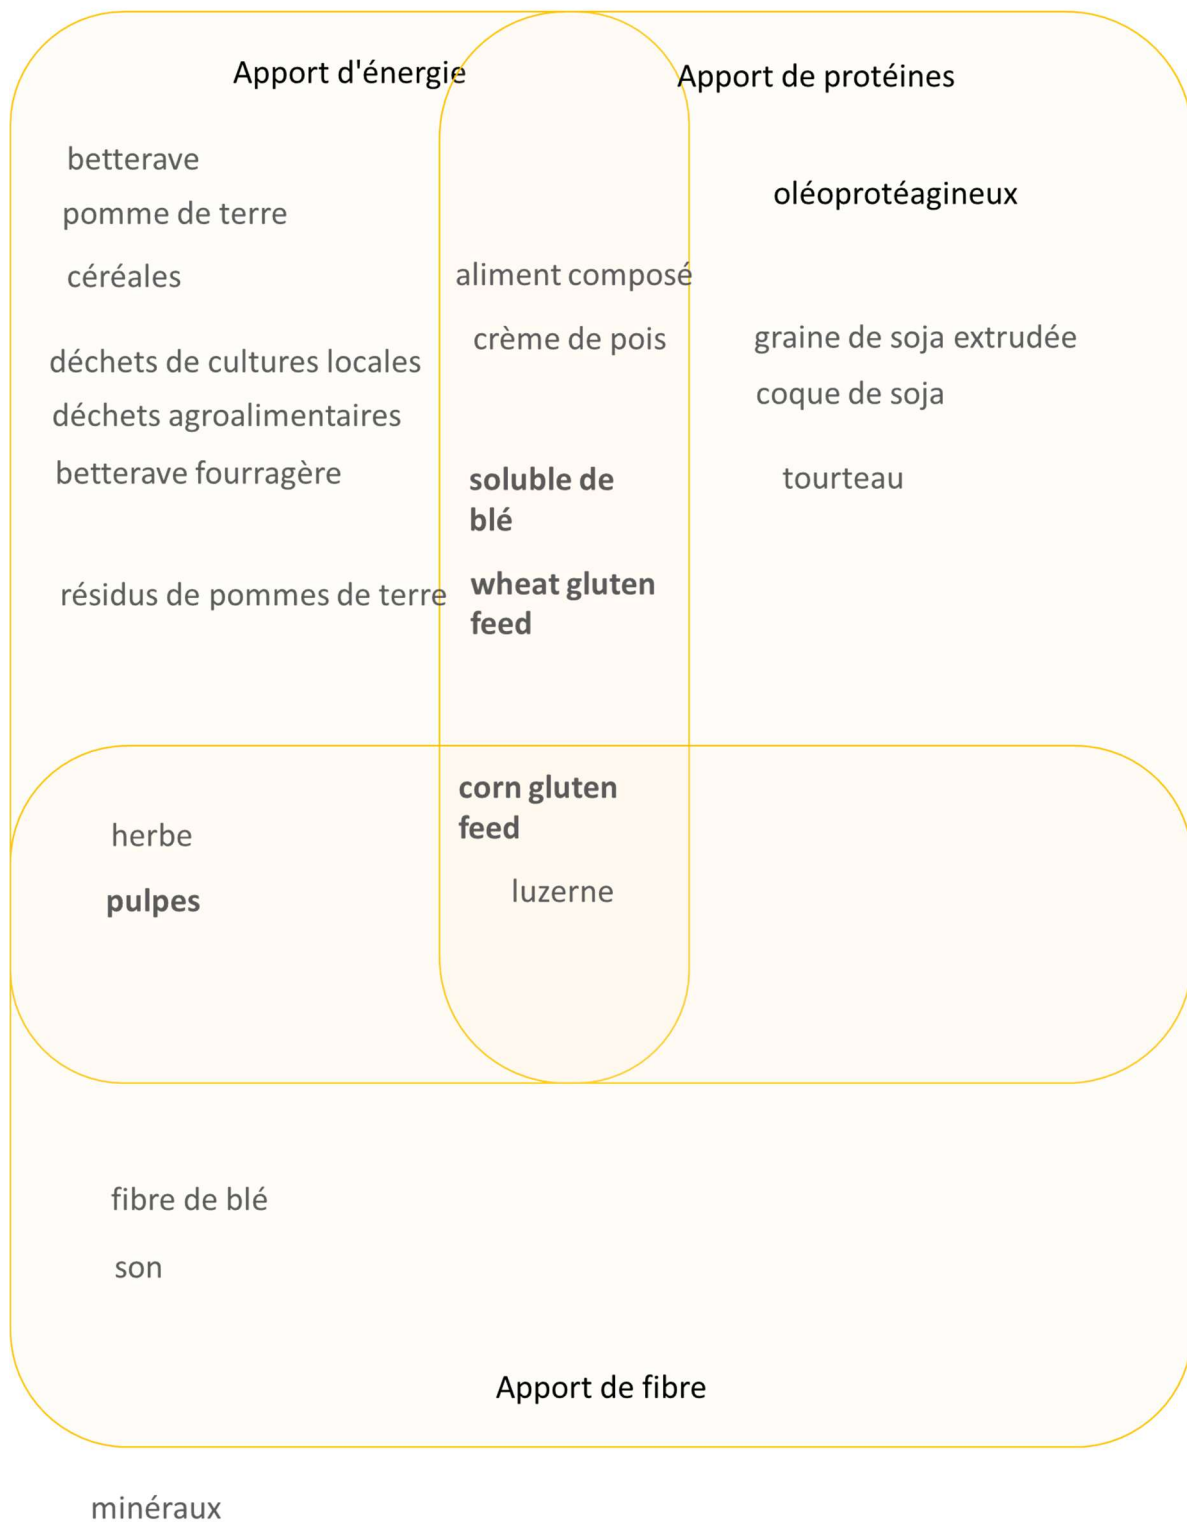 Apport d'énergie
Apport de protéines
betterave
pomme de terre
céréales
déchets de cultures locales
déchets agroalimentaires
betterave fourragère
résidus de pommes de terre
aliment composé
crème de pois
soluble de
blé
wheat gluten
feed
oléoprotéagineux
graine de soja extrudée
coque de soja
tourteau
herbe
pulpes
corn gluten
feed
luzerne
fibre de blé
son
Apport de fibre
minéraux